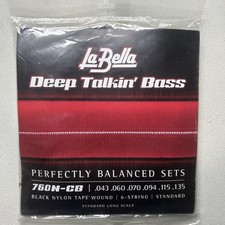 La Bella
Deep Talkin' Bass
PERFECTLY BALANCED SETS
760N-CB .043 .060 .070 .094 .115 .135
BLACK NYLON TAPE WOUND | 6-STRING | STANDARD
STANDARD LONG SCALE